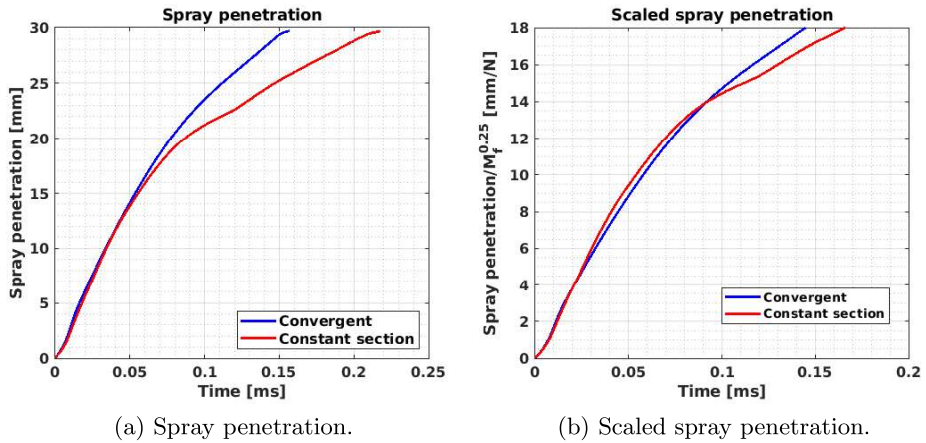 Spray penetration
Spray penetration [mm]
30
25
20
15
10
5
0
0
0.05
0.1
0.15
0.2
0.25
Time [ms]
Convergent
Constant section
(a) Spray penetration.
Scaled spray penetration
Spray penetration/M_f^0.25 [mm/N]
18
16
14
12
10
8
6
4
2
0
0
0.05
0.1
0.15
0.2
Time [ms]
Convergent
Constant section
(b) Scaled spray penetration.